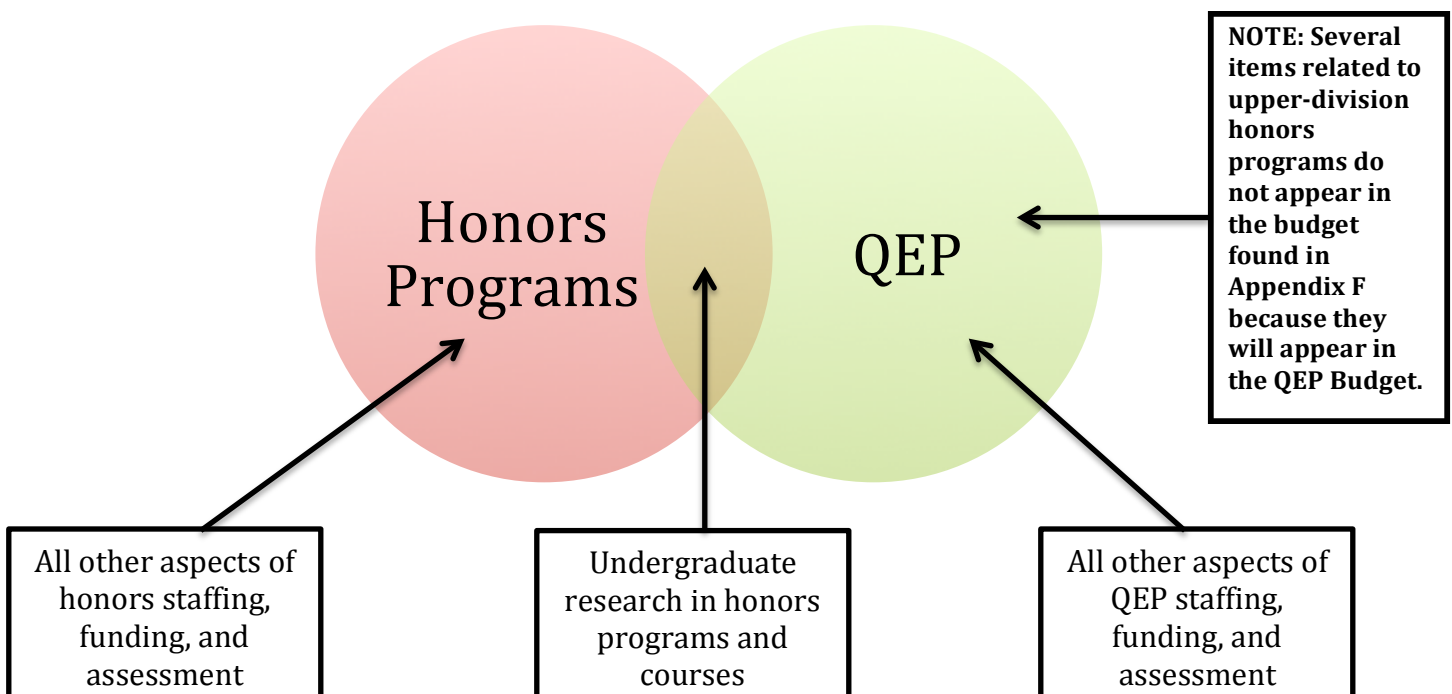 NOTE: Several
items related to
upper-division
honors
programs do
not appear in
the budget
found in
Appendix F
because they
will appear in
the QEP Budget.
Honors
Programs
QEP
All other aspects of
honors staffing,
funding, and
assessment
Undergraduate
research in honors
programs and
courses
All other aspects of
QEP staffing,
funding, and
assessment